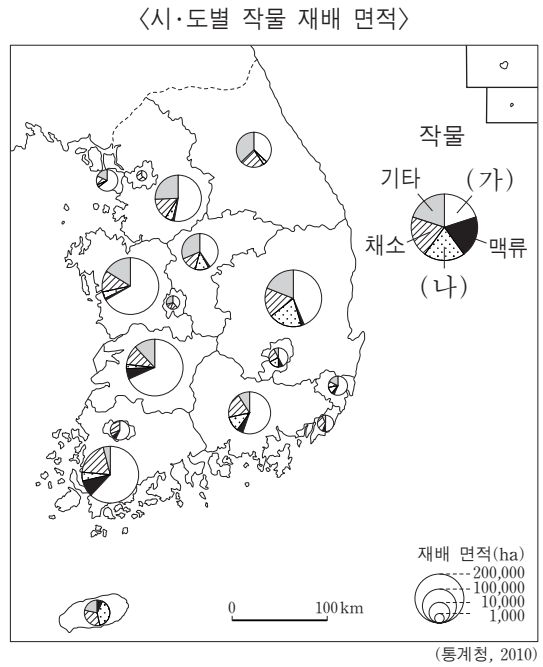 〈시·도별 작물 재배 면적〉
작물
기타
(가)
채소
맥류
(나)
재배 면적(ha)
200,000
100,000
10,000
1,000
0 100 km
(통계청, 2010)